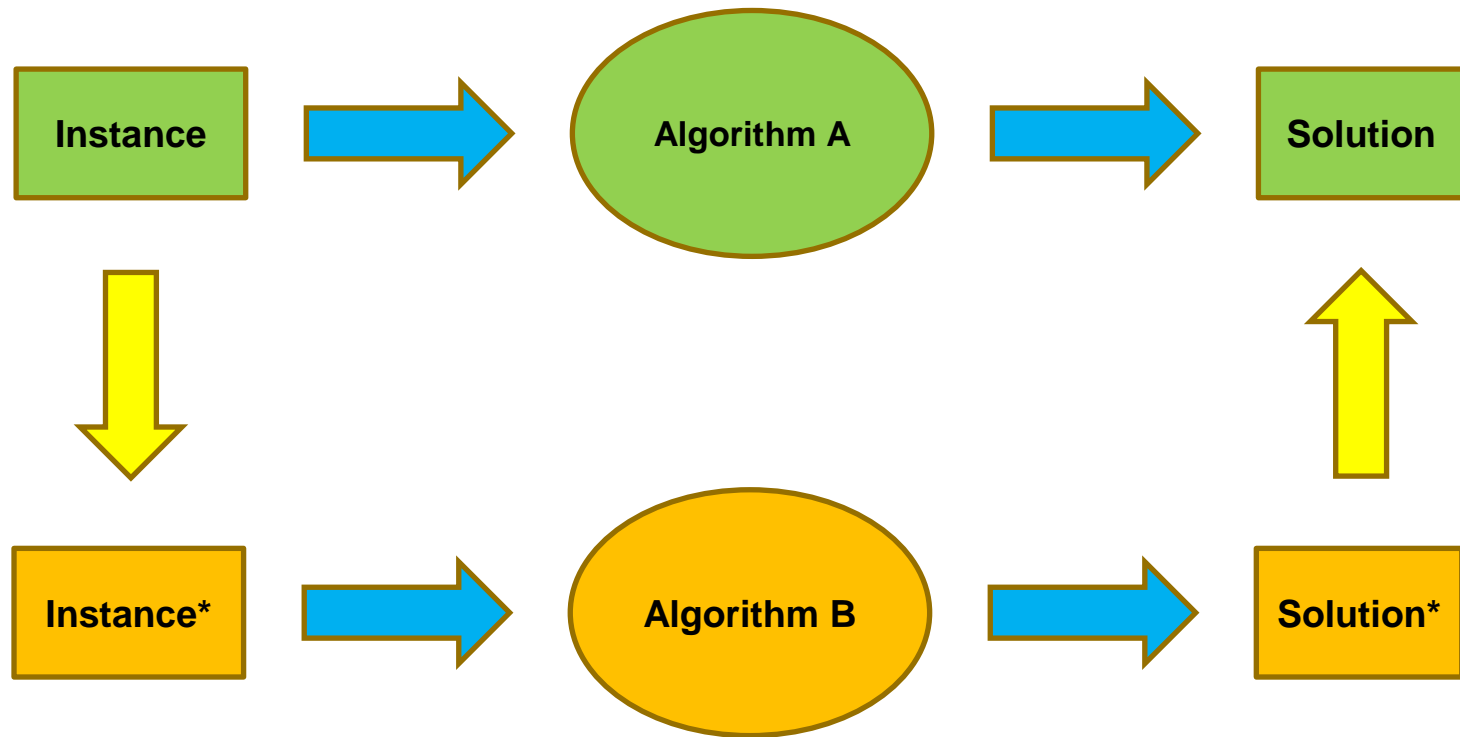 Instance
Algorithm A
Solution
Instance*
Algorithm B
Solution*